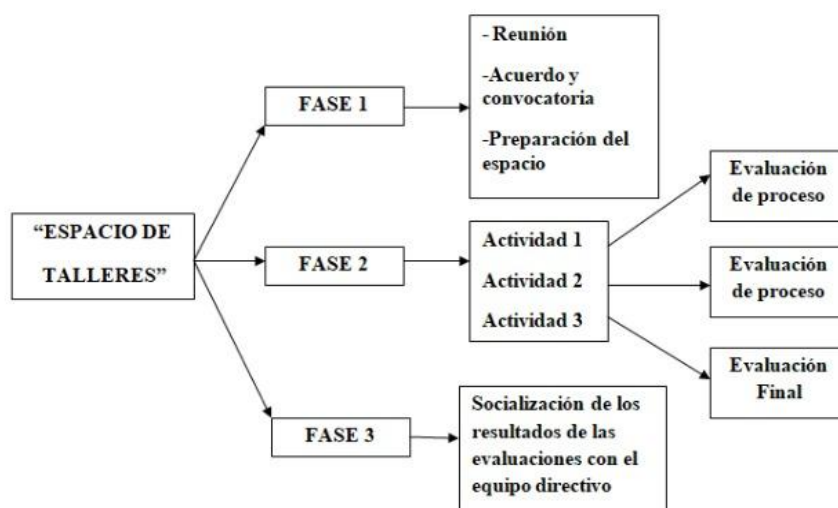 “ESPACIO DE
TALLERES”
FASE 1
- Reunión
-Acuerdo y
convocatoria
-Preparación del
espacio
FASE 2
Actividad 1
Actividad 2
Actividad 3
Evaluación
de proceso
Evaluación
de proceso
Evaluación
Final
FASE 3
Socialización de los
resultados de las
evaluaciones con el
equipo directivo